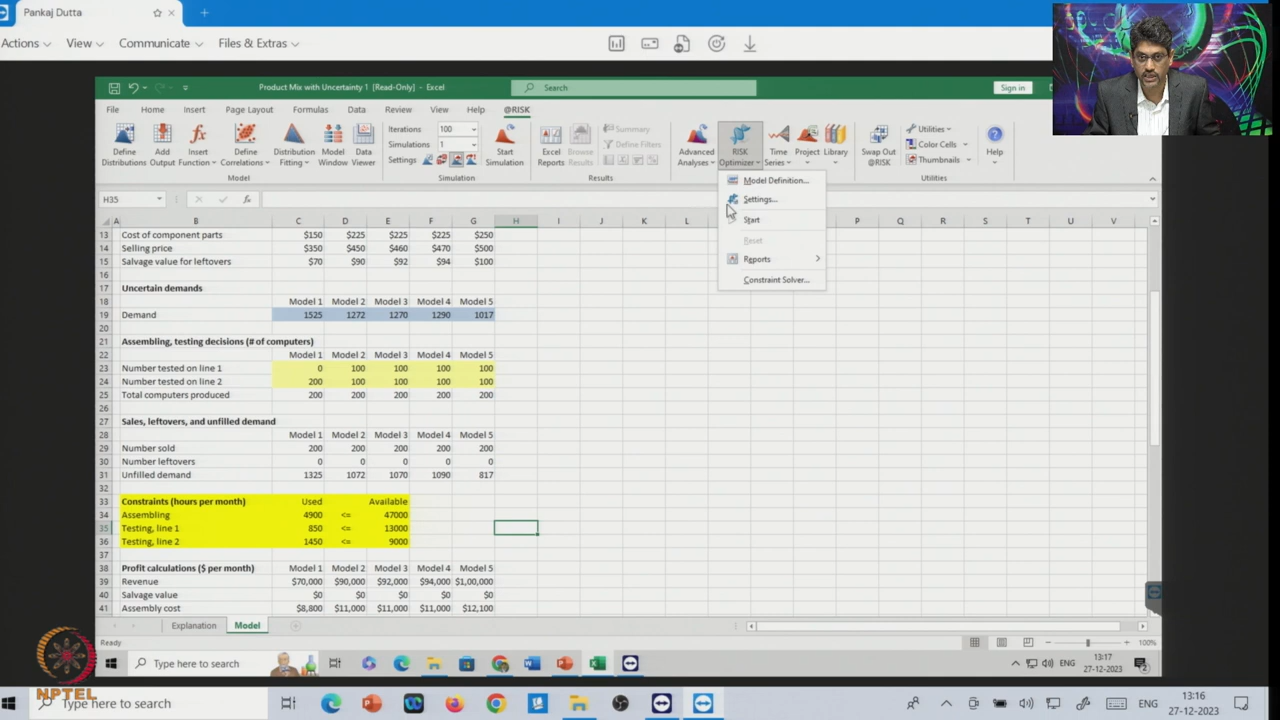 Pankaj Dutta
Actions View Communicate Files & Extras
Product Mix with Uncertainty 1 [Read-Only] - Excel
Search
Sign in
File Home Insert Page Layout Formulas Data Review View Help @RISK
Define Distributions
Add Output
Insert Function
Define Correlations
Distribution Fitting
Model Window
Data Viewer
Iterations 100
Simulations 1
Settings
Start Simulation
Excel Reports
Browse Results
Summary
Define Filters
Advanced Analyses
RISK Optimizer
Time Series
Project
Library
Swap Out @RISK
Utilities
Color Cells
Thumbnails
Help
Model Simulation Results Utilities
Model Definition...
Settings...
Start
Reset
Reports
Constraint Solver...
H35
A B C D E F G H I J K L P Q R S T U V
13 Cost of component parts $150 $225 $225 $225 $250
14 Selling price $350 $450 $460 $470 $500
15 Salvage value for leftovers $70 $90 $92 $94 $100
16
17 Uncertain demands
18 Model 1 Model 2 Model 3 Model 4 Model 5
19 Demand 1525 1272 1270 1290 1017
20
21 Assembling, testing decisions (# of computers)
22 Model 1 Model 2 Model 3 Model 4 Model 5
23 Number tested on line 1 0 100 100 100 100
24 Number tested on line 2 200 100 100 100 100
25 Total computers produced 200 200 200 200 200
26
27 Sales, leftovers, and unfilled demand
28 Model 1 Model 2 Model 3 Model 4 Model 5
29 Number sold 200 200 200 200 200
30 Number leftovers 0 0 0 0 0
31 Unfilled demand 1325 1072 1070 1090 817
32
33 Constraints (hours per month) Used Available
34 Assembling 4900 <= 47000
35 Testing, line 1 850 <= 13000
36 Testing, line 2 1450 <= 9000
37
38 Profit calculations ($ per month) Model 1 Model 2 Model 3 Model 4 Model 5
39 Revenue $70,000 $90,000 $92,000 $94,000 $1,00,000
40 Salvage value $0 $0 $0 $0 $0
41 Assembly cost $8,800 $11,000 $11,000 $11,000 $12,100
Explanation Model
Ready
100%
Type here to search
ENG
13:17
27-12-2023
NPTEL
Type here to search
ENG
13:16
27-12-2023